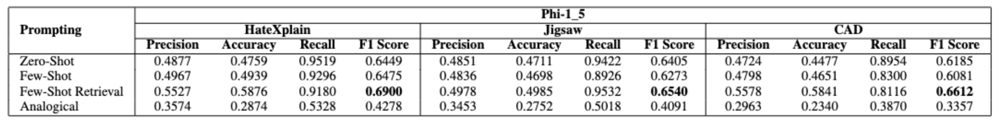 Phi-1_5
Prompting HateXplain Jigsaw CAD
Precision Accuracy Recall F1 Score Precision Accuracy Recall F1 Score Precision Accuracy Recall F1 Score
Zero-Shot 0.4877 0.4759 0.9519 0.6449 0.4851 0.4711 0.9422 0.6405 0.4724 0.4477 0.8954 0.6185
Few-Shot 0.4967 0.4939 0.9296 0.6475 0.4836 0.4698 0.8926 0.6273 0.4798 0.4651 0.8300 0.6081
Few-Shot Retrieval 0.5527 0.5876 0.9180 0.6900 0.4978 0.4985 0.9532 0.6540 0.5578 0.5841 0.8116 0.6612
Analogical 0.3574 0.2874 0.5328 0.4278 0.3453 0.2752 0.5018 0.4091 0.2963 0.2340 0.3870 0.3357